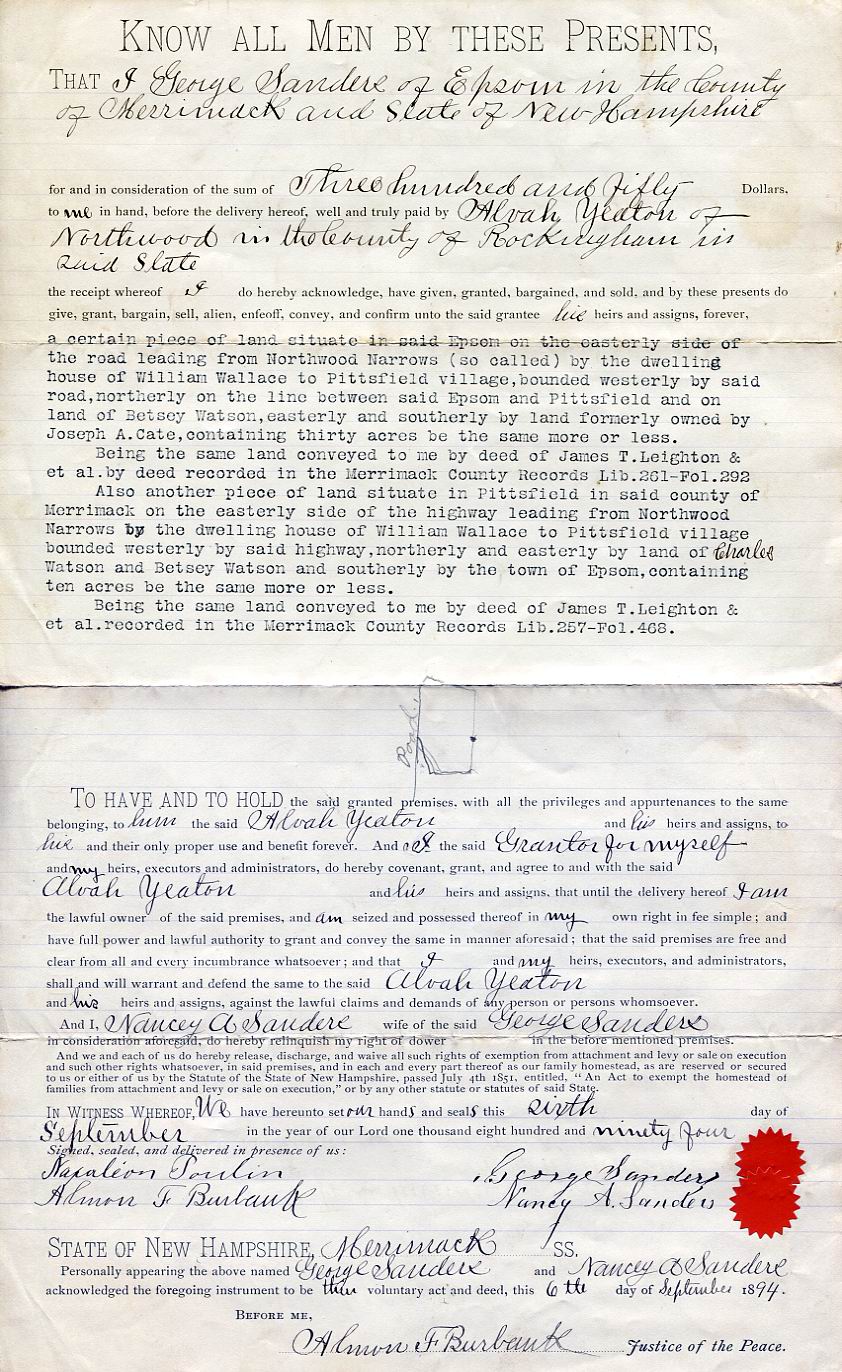 KNOW ALL MEN BY THESE PRESENTS,
THAT I George Sanders of Epsom in the County
of Merrimack and State of New Hampshire
for and in consideration of the sum of Three hundred and fifty Dollars,
to me in hand, before the delivery hereof, well and truly paid by Alvah Yeaton of
Northwood in the County of Rockingham in
said State
the receipt whereof I do hereby acknowledge, have given, granted, bargained, and sold, and by these presents do
give, grant, bargain, sell, alien, enfeoff, convey, and confirm unto the said grantee his heirs and assigns, forever,
a certain piece of land situate in said Epsom on the easterly side of
the road leading from Northwood Narrows (so called) by the dwelling
house of William Wallace to Pittsfield village,bounded westerly by said
road,northerly on the line between said Epsom and Pittsfield and on
land of Betsey Watson,easterly and southerly by land formerly owned by
Joseph A.Cate,containing thirty acres be the same more or less.
Being the same land conveyed to me by deed of James T.Leighton &
et al.by deed recorded in the Merrimack County Records Lib.261-Fol.292
Also another piece of land situate in Pittsfield in said county of
Merrimack on the easterly side of the highway leading from Northwood
Narrows by the dwelling house of William Wallace to Pittsfield village
bounded westerly by said highway,northerly and easterly by land of Charles
Watson and Betsey Watson and southerly by the town of Epsom,containing
ten acres be the same more or less.
Being the same land conveyed to me by deed of James T.Leighton &
et al.recorded in the Merrimack County Records Lib.257-Fol.468.
Road
TO HAVE AND TO HOLD the said granted premises, with all the privileges and appurtenances to the same
belonging, to him the said Alvah Yeaton and his heirs and assigns, to
his and their only proper use and benefit forever. And I the said Grantor for myself
and my heirs, executors and administrators, do hereby covenant, grant, and agree to and with the said
Alvah Yeaton and his heirs and assigns, that until the delivery hereof I am
the lawful owner of the said premises, and am seized and possessed thereof in my own right in fee simple; and
have full power and lawful authority to grant and convey the same in manner aforesaid; that the said premises are free and
clear from all and every incumbrance whatsoever; and that I and my heirs, executors, and administrators,
shall and will warrant and defend the same to the said Alvah Yeaton
and his heirs and assigns, against the lawful claims and demands of any person or persons whomsoever.
And I, Nancey A Sanders wife of the said George Sanders
in consideration aforesaid, do hereby relinquish my right of dower in the before mentioned premises.
And we and each of us do hereby release, discharge, and waive all such rights of exemption from attachment and levy or sale on execution
and such other rights whatsoever, in said premises, and in each and every part thereof as our family homestead, as are reserved or secured
to us or either of us by the Statute of the State of New Hampshire, passed July 4th 1851, entitled, "An Act to exempt the homestead of
families from attachment and levy or sale on execution," or by any other statute or statutes of said State.
IN WITNESS WHEREOF, We have hereunto set our hands and seals this sixth day of
September in the year of our Lord one thousand eight hundred and ninety four
Signed, sealed, and delivered in presence of us:
Napoléon Poulin George Sanders
Almon F Burbank Nancy A. Sanders
STATE OF NEW HAMPSHIRE, Merrimack SS.
Personally appearing the above named George Sanders and Nancey A Sanders
acknowledged the foregoing instrument to be their voluntary act and deed, this 6th day of September 1894.
BEFORE ME,
Almon F Burbank Justice of the Peace.